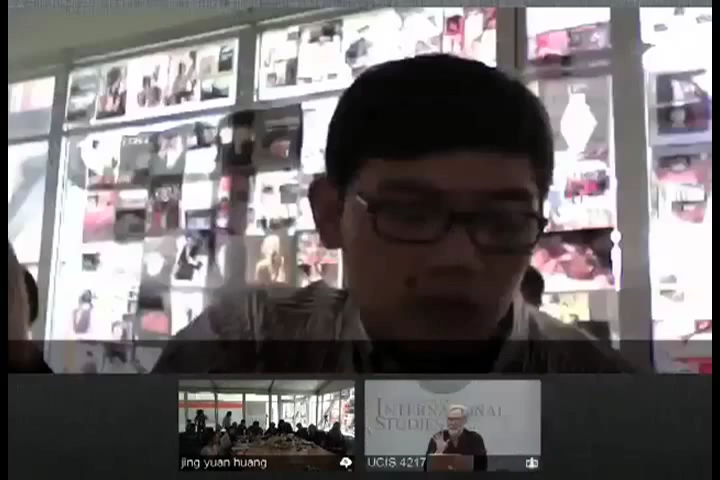 INTERNATIONAL
STUDIES
jing yuan huang
UCIS 4217